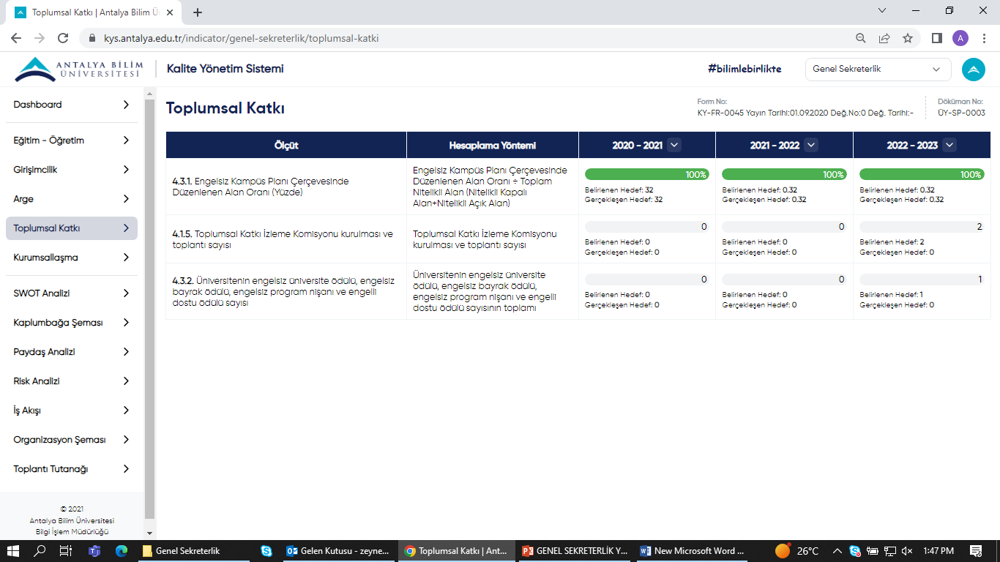 Toplumsal Katkı | Antalya Bilim Ü
kys.antalya.edu.tr/indicator/genel-sekreterlik/toplumsal-katki
A
ANTALYA BİLİM
ÜNİVERSİTESİ
Kalite Yönetim Sistemi
#bilimlebirlikte
Genel Sekreterlik
Dashboard
Eğitim - Öğretim
Girişimcilik
Arge
Toplumsal Katkı
Kurumsallaşma
SWOT Analizi
Kaplumbağa Şeması
Paydaş Analizi
Risk Analizi
İş Akışı
Organizasyon Şeması
Toplantı Tutanağı
© 2021
Antalya Bilim Üniversitesi
Bilgi İşlem Müdürlüğü
Toplumsal Katkı
Form No:
KY-FR-0045 Yayın Tarihi:01.09.2020 Değ.No:0 Değ. Tarihi:-
Döküman No:
ÜY-SP-0003
Ölçüt
Hesaplama Yöntemi
2020 - 2021
2021 - 2022
2022 - 2023
4.3.1. Engelsiz Kampüs Planı Çerçevesinde
Düzenlenen Alan Oranı (Yüzde)
Engelsiz Kampüs Planı Çerçevesinde
Düzenlenen Alan Oranı ÷ Toplam
Nitelikli Alan (Nitelikli Kapalı
Alan+Nitelikli Açık Alan)
100%
Belirlenen Hedef: 32
Gerçekleşen Hedef: 32
100%
Belirlenen Hedef: 0.32
Gerçekleşen Hedef: 0.32
100%
Belirlenen Hedef: 0.32
Gerçekleşen Hedef: 0.32
4.1.5. Toplumsal Katkı İzleme Komisyonu kurulması ve
toplantı sayısı
Toplumsal Katkı İzleme Komisyonu
kurulması ve toplantı sayısı
0
Belirlenen Hedef: 0
Gerçekleşen Hedef: 0
0
Belirlenen Hedef: 0
Gerçekleşen Hedef: 0
2
Belirlenen Hedef: 2
Gerçekleşen Hedef: 0
4.3.2. Üniversitenin engelsiz üniversite ödülü, engelsiz
bayrak ödülü, engelsiz program nişanı ve engelli
dostu ödülü sayısı
Üniversitenin engelsiz üniversite
ödülü, engelsiz bayrak ödülü,
engelsiz program nişanı ve engelli
dostu ödülü sayısının toplamı
0
Belirlenen Hedef: 0
Gerçekleşen Hedef: 0
0
Belirlenen Hedef: 0
Gerçekleşen Hedef: 0
1
Belirlenen Hedef: 1
Gerçekleşen Hedef: 0
Genel Sekreterlik
Gelen Kutusu - zeyne...
Toplumsal Katkı | Ant...
GENEL SEKRETERLİK Y...
New Microsoft Word ...
26°C
1:47 PM